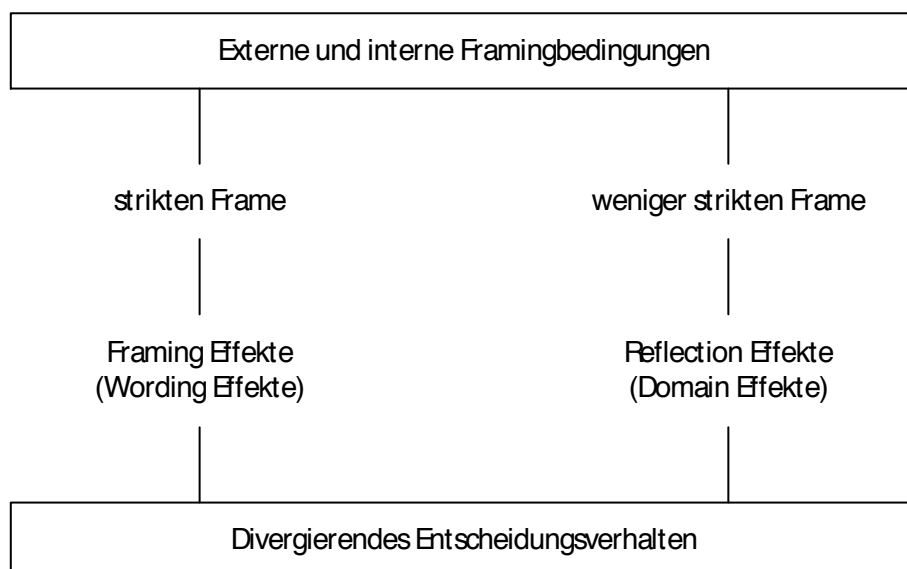 Externe und interne Framingbedingungen
strikten Frame
weniger strikten Frame
Framing Effekte
(Wording Effekte)
Reflection Effekte
(Domain Effekte)
Divergierendes Entscheidungsverhalten